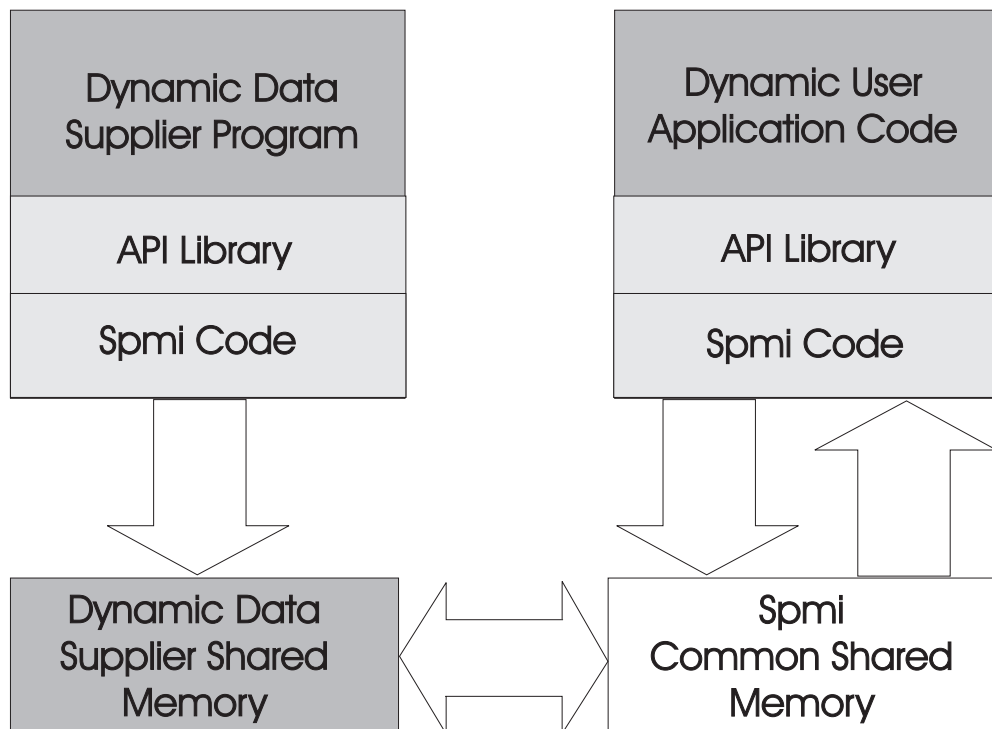 Dynamic Data
Supplier Program
API Library
Spmi Code
Dynamic User
Application Code
API Library
Spmi Code
Dynamic Data
Supplier Shared
Memory
Spmi
Common Shared
Memory